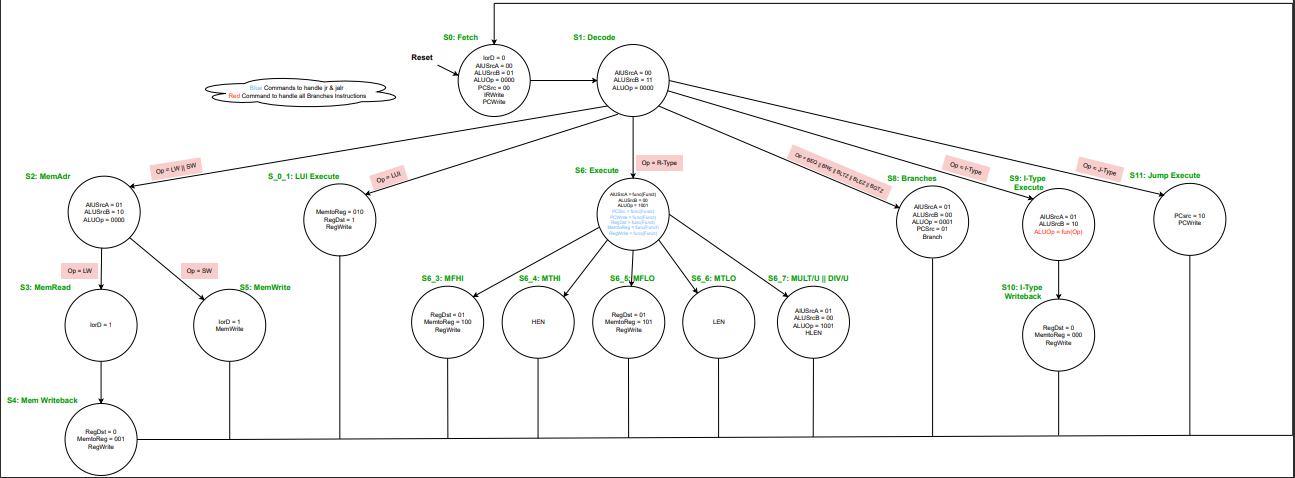 S0: Fetch
S1: Decode
Reset
IorD = 0
AlUSrcA = 00
ALUSrcB = 01
ALUOp = 0000
PCSrc = 00
IRWrite
PCWrite
AlUSrcA = 00
ALUSrcB = 11
ALUOp = 0000
Blue Commands to handle jr & jalr
Red Command to handle all Branches Instructions
Op = LW || SW
Op = LUI
Op = R-Type
Op = BEQ || BNE || BLTZ || BLEZ || BGTZ
Op = I-Type
Op = J-Type
S2: MemAdr
AlUSrcA = 01
ALUSrcB = 10
ALUOp = 0000
S_0_1: LUI Execute
MemtoReg = 010
RegDst = 1
RegWrite
S6: Execute
AlUSrcA = func(Funct)
ALUSrcB = 00
ALUOp = 1001
PCSrc = func(Funct)
PCWrite = func(Funct)
RegDst = func(Funct)
MemtoReg = func(Funct)
RegWrite = func(Funct)
S8: Branches
AlUSrcA = 01
ALUSrcB = 00
ALUOp = 0001
PCSrc = 01
Branch
S9: I-Type
Execute
AlUSrcA = 01
ALUSrcB = 10
ALUOp = fun(Op)
S11: Jump Execute
PCsrc = 10
PCWrite
Op = LW
Op = SW
S3: MemRead
IorD = 1
S5: MemWrite
IorD = 1
MemWrite
S6_3: MFHI
RegDst = 01
MemtoReg = 100
RegWrite
S6_4: MTHI
HEN
S6_5: MFLO
RegDst = 01
MemtoReg = 101
RegWrite
S6_6: MTLO
LEN
S6_7: MULT/U || DIV/U
AlUSrcA = 01
ALUSrcB = 00
ALUOp = 1001
HLEN
S10: I-Type
Writeback
RegDst = 0
MemtoReg = 000
RegWrite
S4: Mem Writeback
RegDst = 0
MemtoReg = 001
RegWrite